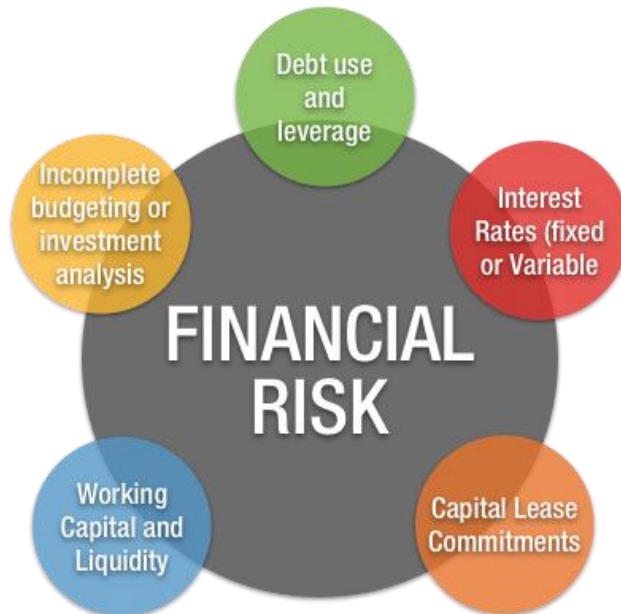 Debt use
and
leverage
Incomplete
budgeting or
investment
analysis
Interest
Rates (fixed
or Variable
FINANCIAL
RISK
Working
Capital and
Liquidity
Capital Lease
Commitments